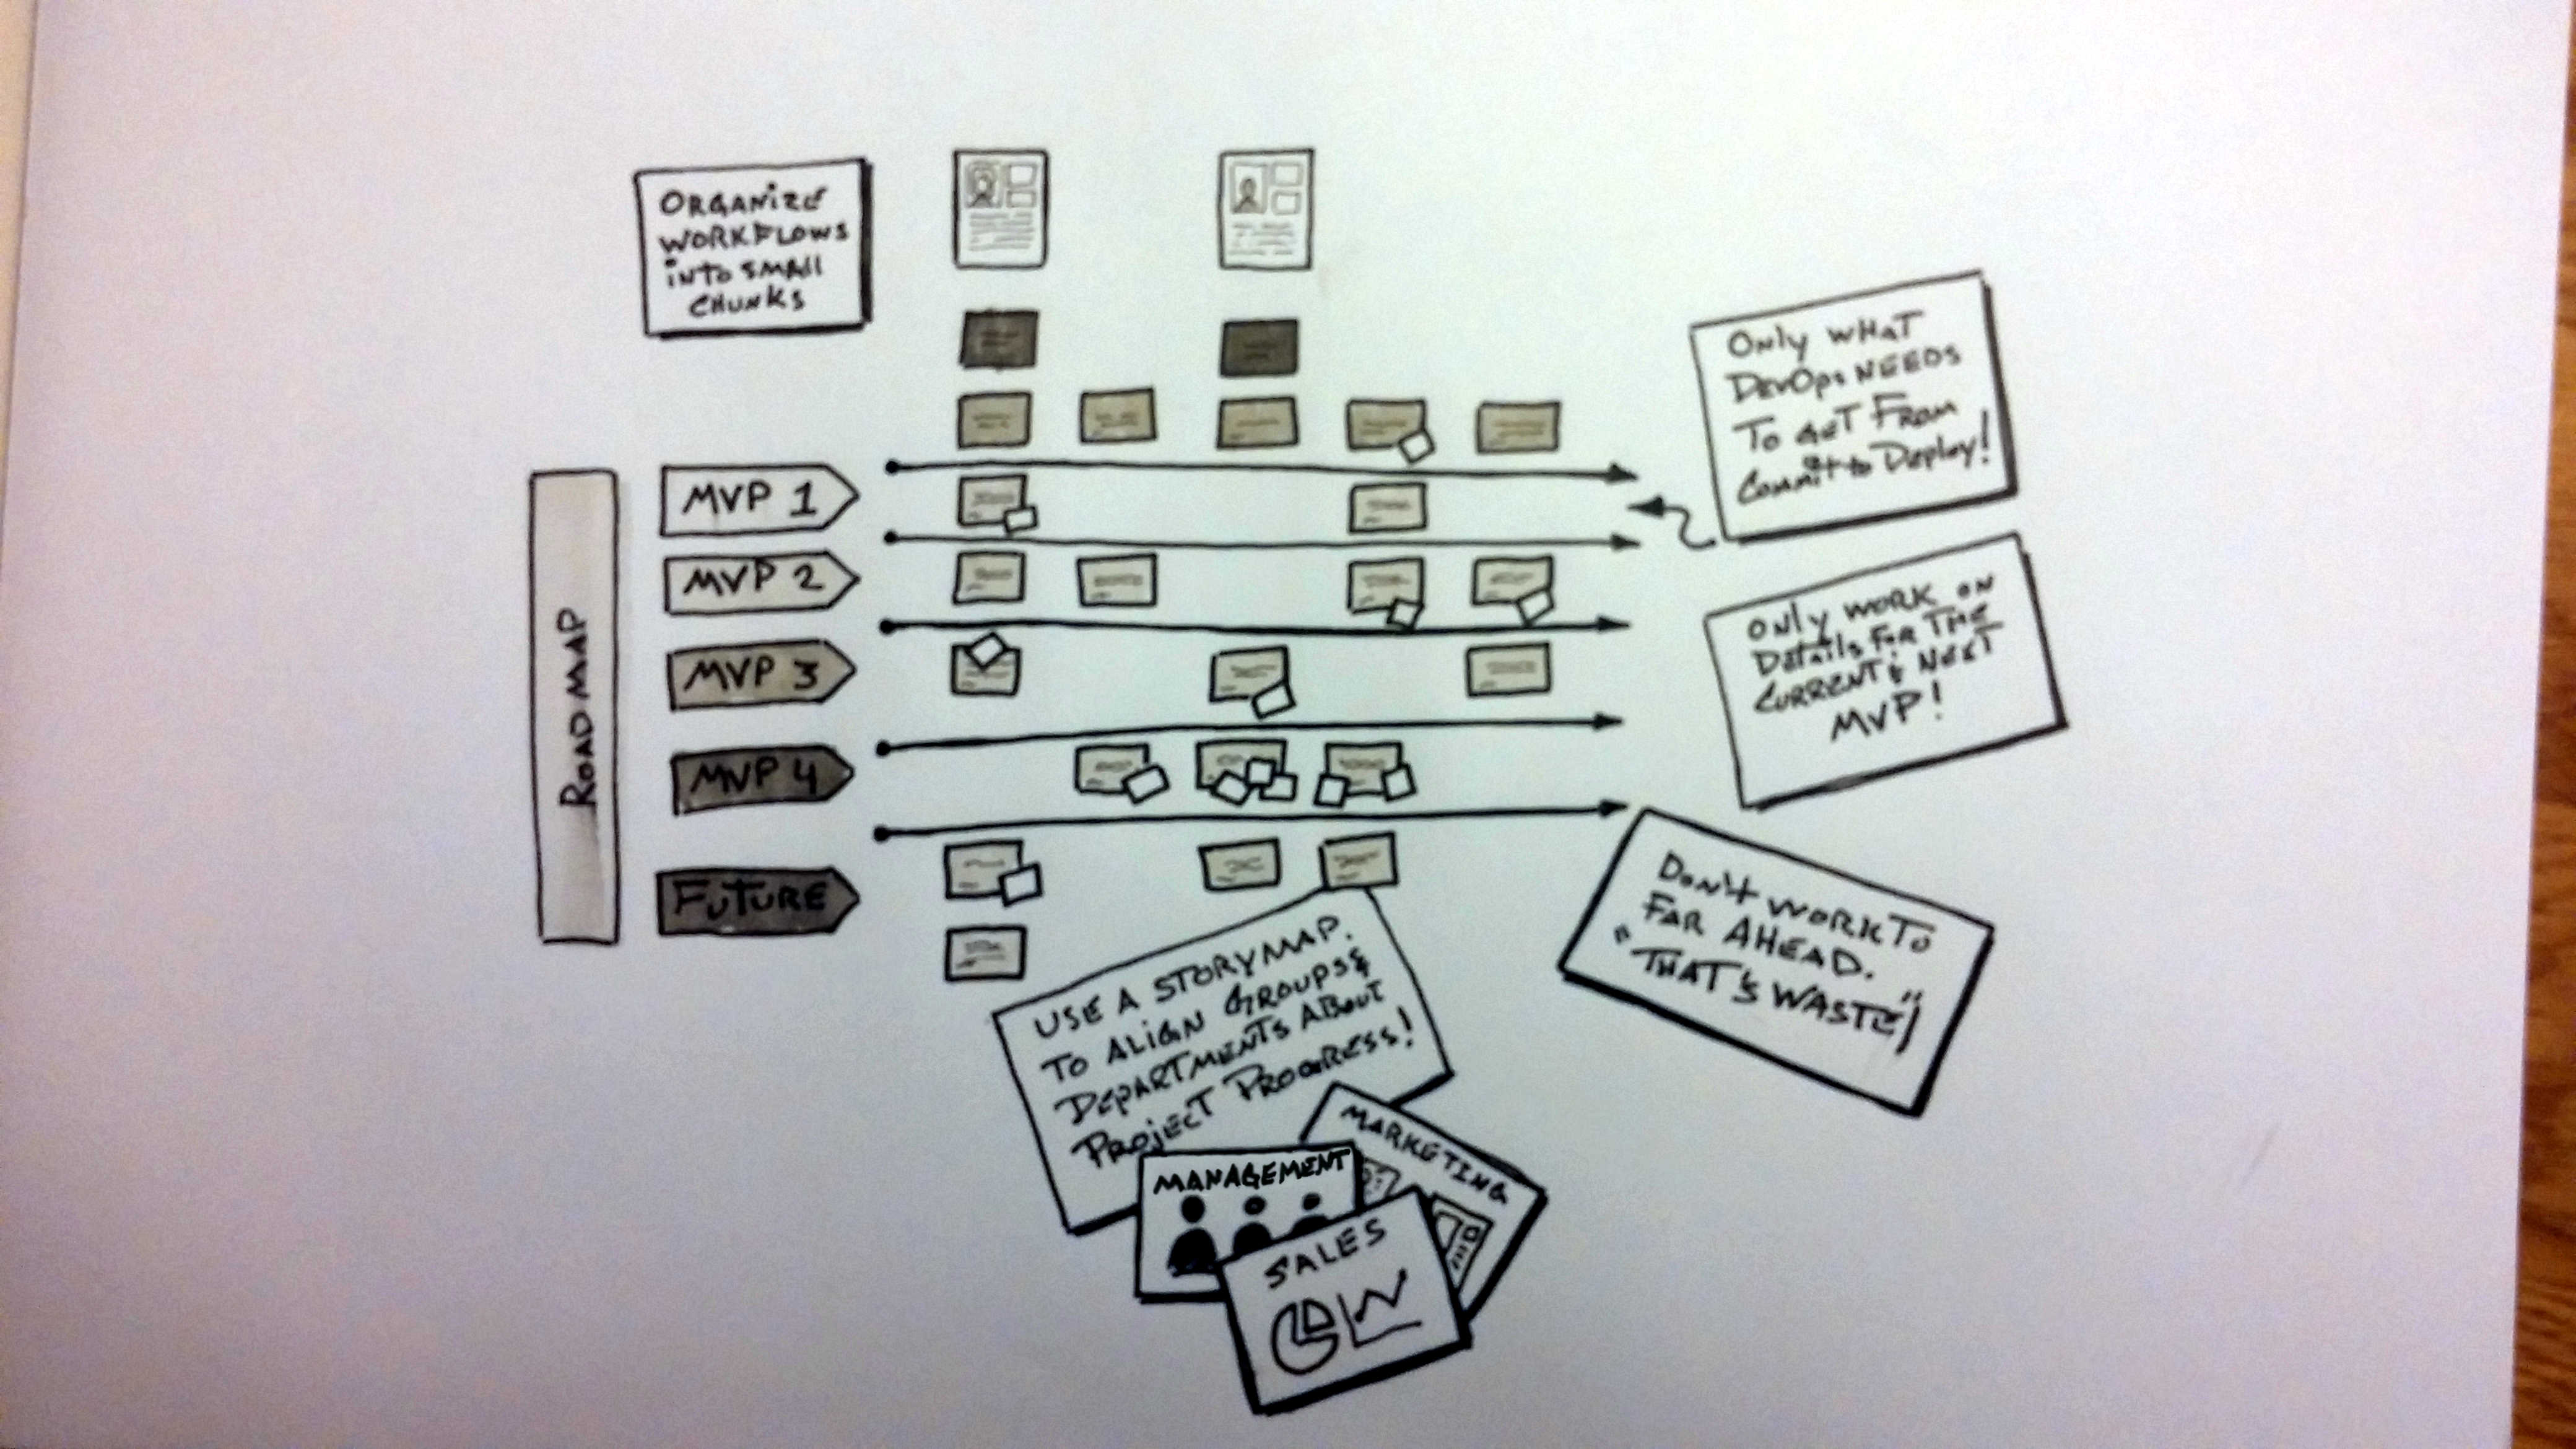 ORGANIZE
WORKFLOWS
iNTO SMALL
CHUNKS
ROADMAP
MVP 1
MVP 2
MVP 3
MVP 4
FUTURE
Only WHAT
DevOps NEEDS
To GET From
Commit to Deploy!
Only WORK ON
Details For THE
CURRENT & NEXT
MVP!
Don't WORK To
FAR AHEAD.
"THAT'S WASTE"!
USE A STORYMAP.
TO ALIGN GROUPS &
DEPARTMENTS ABOUT
PROJECT PROGRESS!
MARKETING
MANAGEMENT
SALES